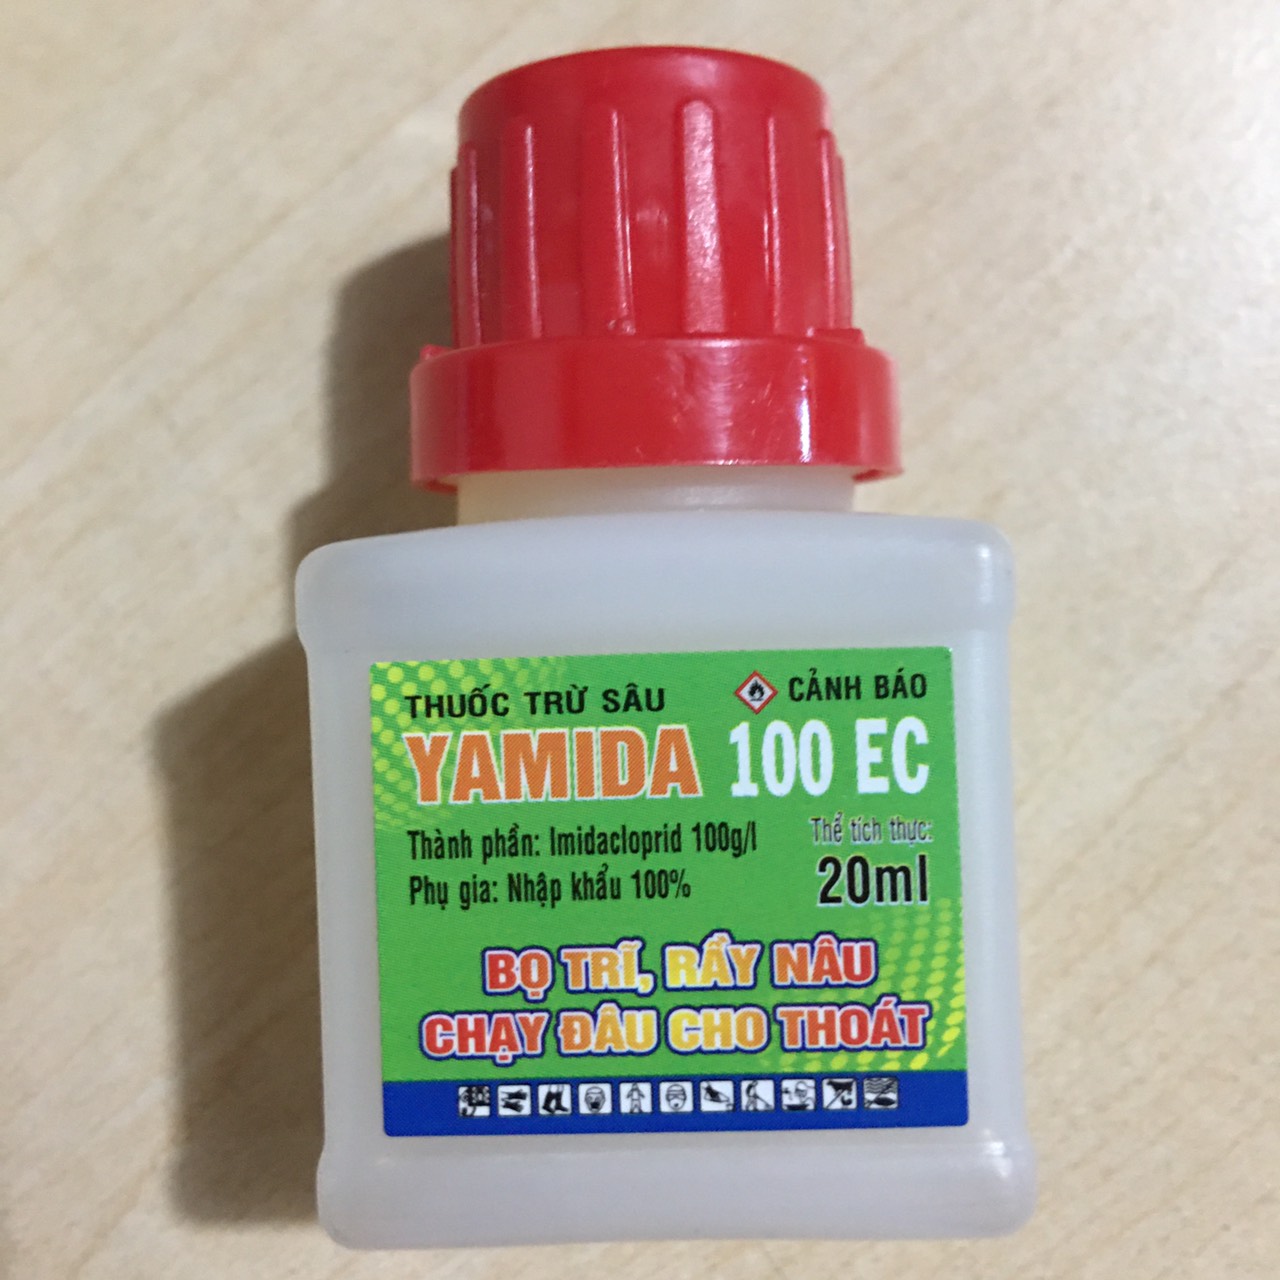 THUỐC TRỪ SÂU
CẢNH BÁO
YAMIDA 100 EC
Thành phần: Imidacloprid 100g/l
Phụ gia: Nhập khẩu 100%
Thể tích thực:
20ml
BỌ TRĨ, RẦY NÂU
CHẠY ĐÂU CHO THOÁT